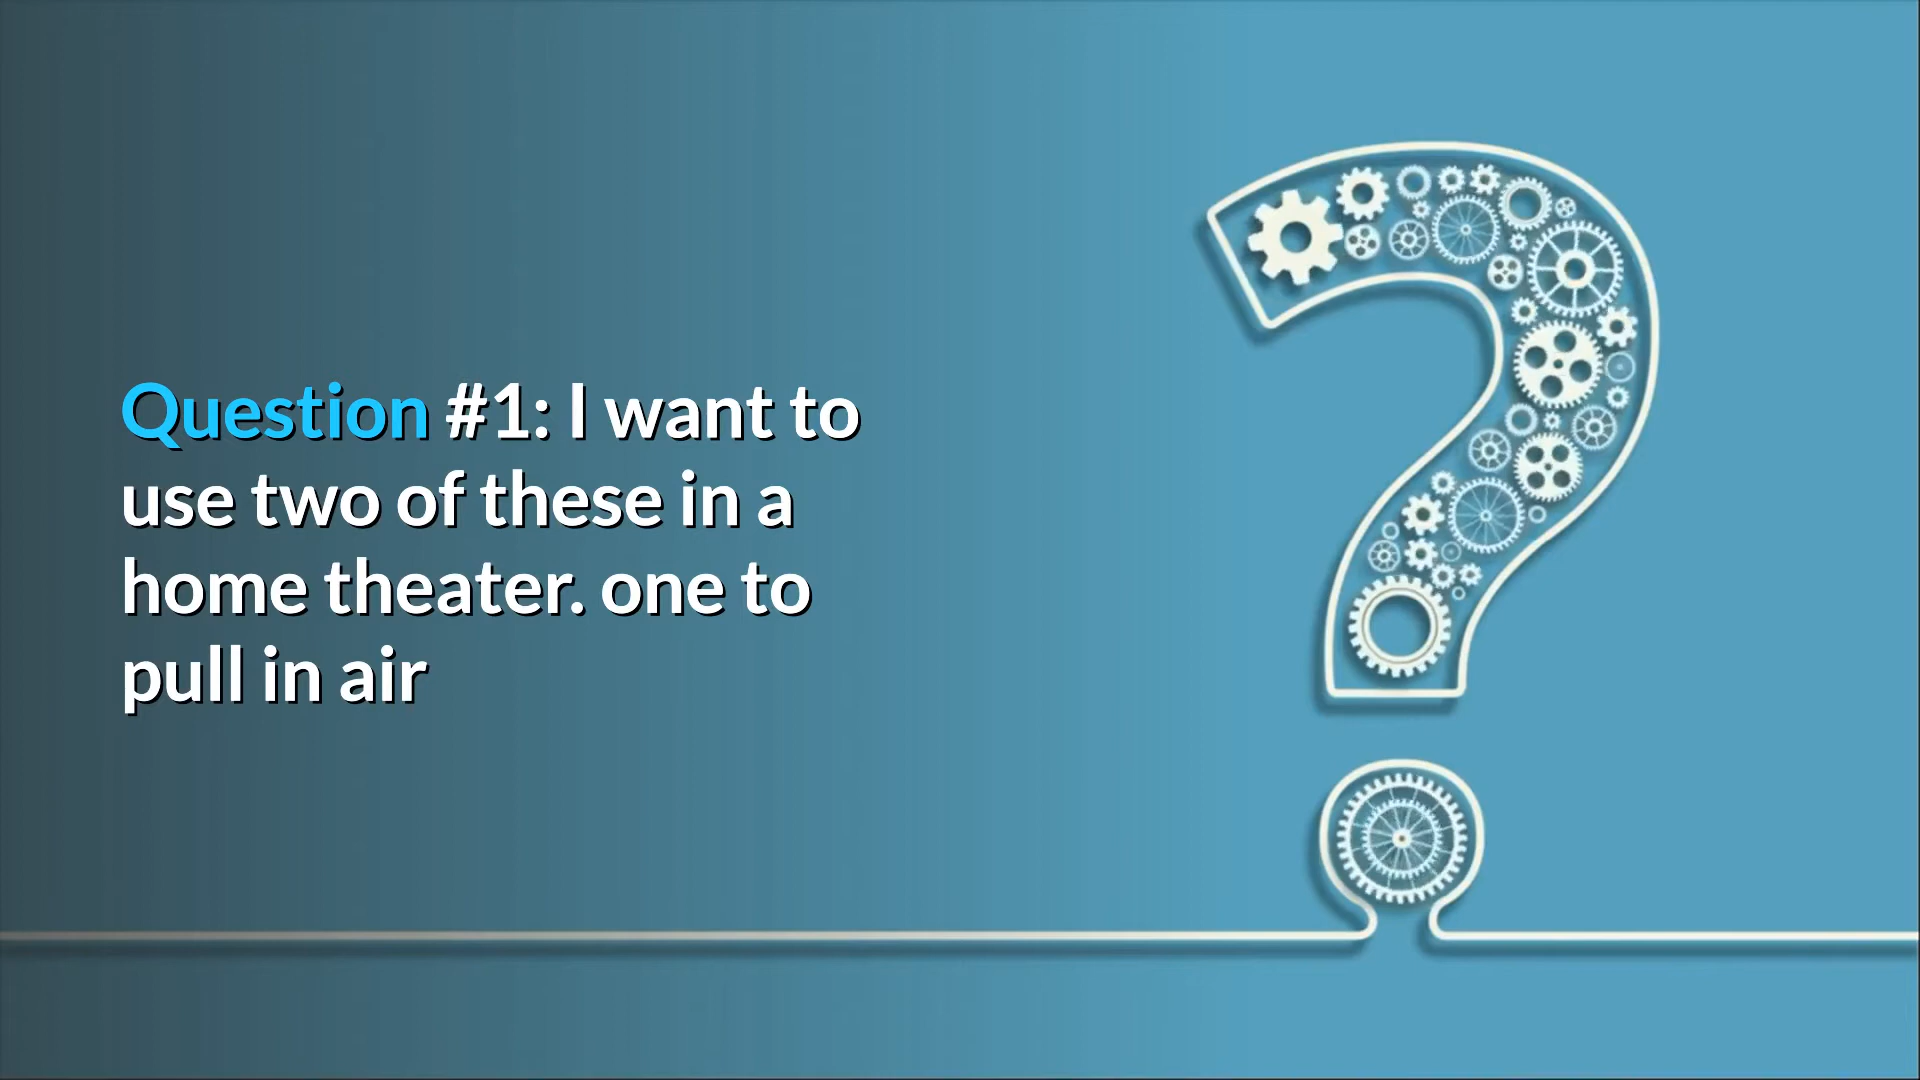 Question #1: I want to
use two of these in a
home theater. one to
pull in air